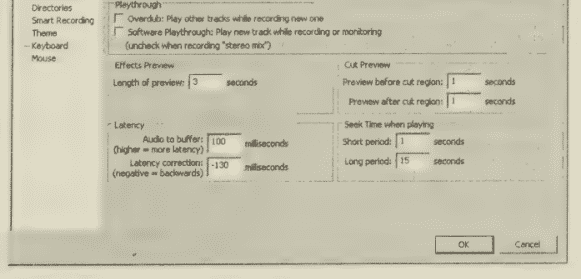 Directories
Smart Recording
Theme
Keyboard
Mouse
Playthrough
Overdub: Play other tracks while recording new one
Software Playthrough: Play new track while recording or monitoring
(uncheck when recording "stereo mix")
Effects Preview
Length of preview: 3 seconds
Cut Preview
Preview before cut region: 1 seconds
Preview after cut region: 1 seconds
Latency
Audio to buffer: 100 milliseconds
(higher = more latency)
Latency correction: -130 milliseconds
(negative = backwards)
Seek Time when playing
Short period: 1 seconds
Long period: 15 seconds
OK
Cancel